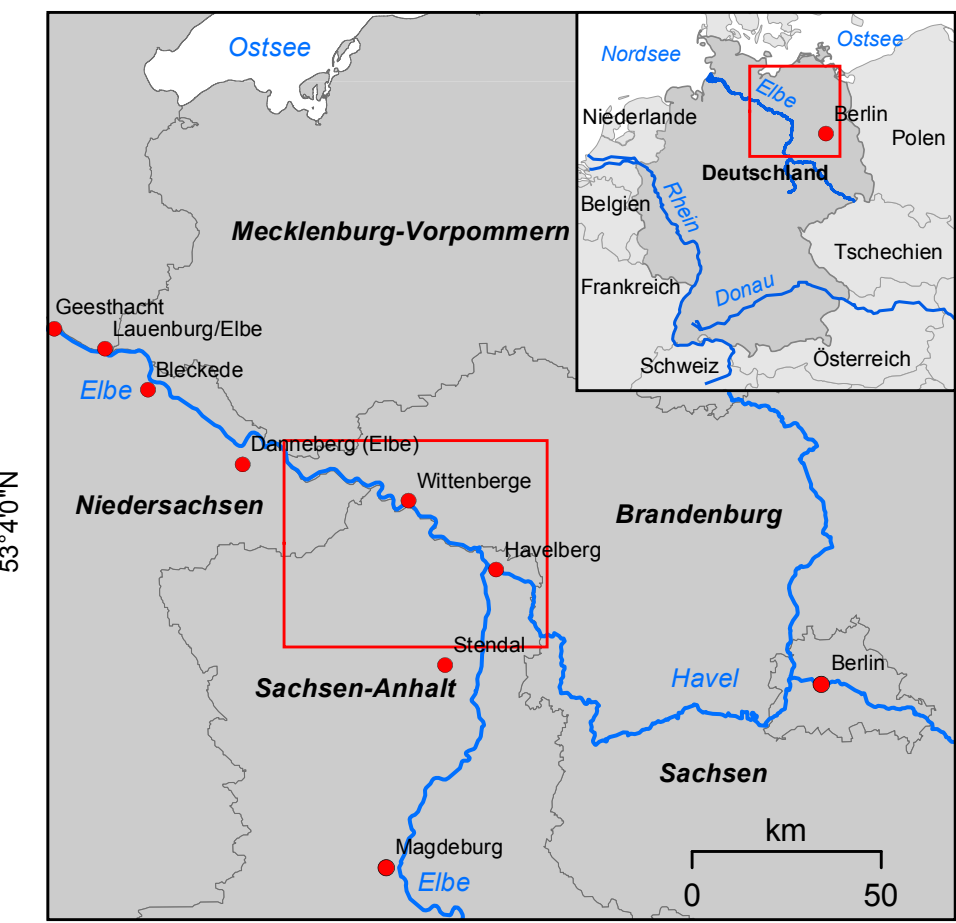 Ostsee
Mecklenburg-Vorpommern
Geesthacht
Lauenburg/Elbe
Bleckede
Elbe
Danneberg (Elbe)
Wittenberge
Niedersachsen
Brandenburg
Havelberg
Stendal
Sachsen-Anhalt
Havel
Berlin
Sachsen
Magdeburg
Elbe
km
0 50
53°4'0"N
Nordsee
Ostsee
Elbe
Niederlande
Berlin
Polen
Deutschland
Belgien
Rhein
Tschechien
Frankreich
Donau
Schweiz
Österreich